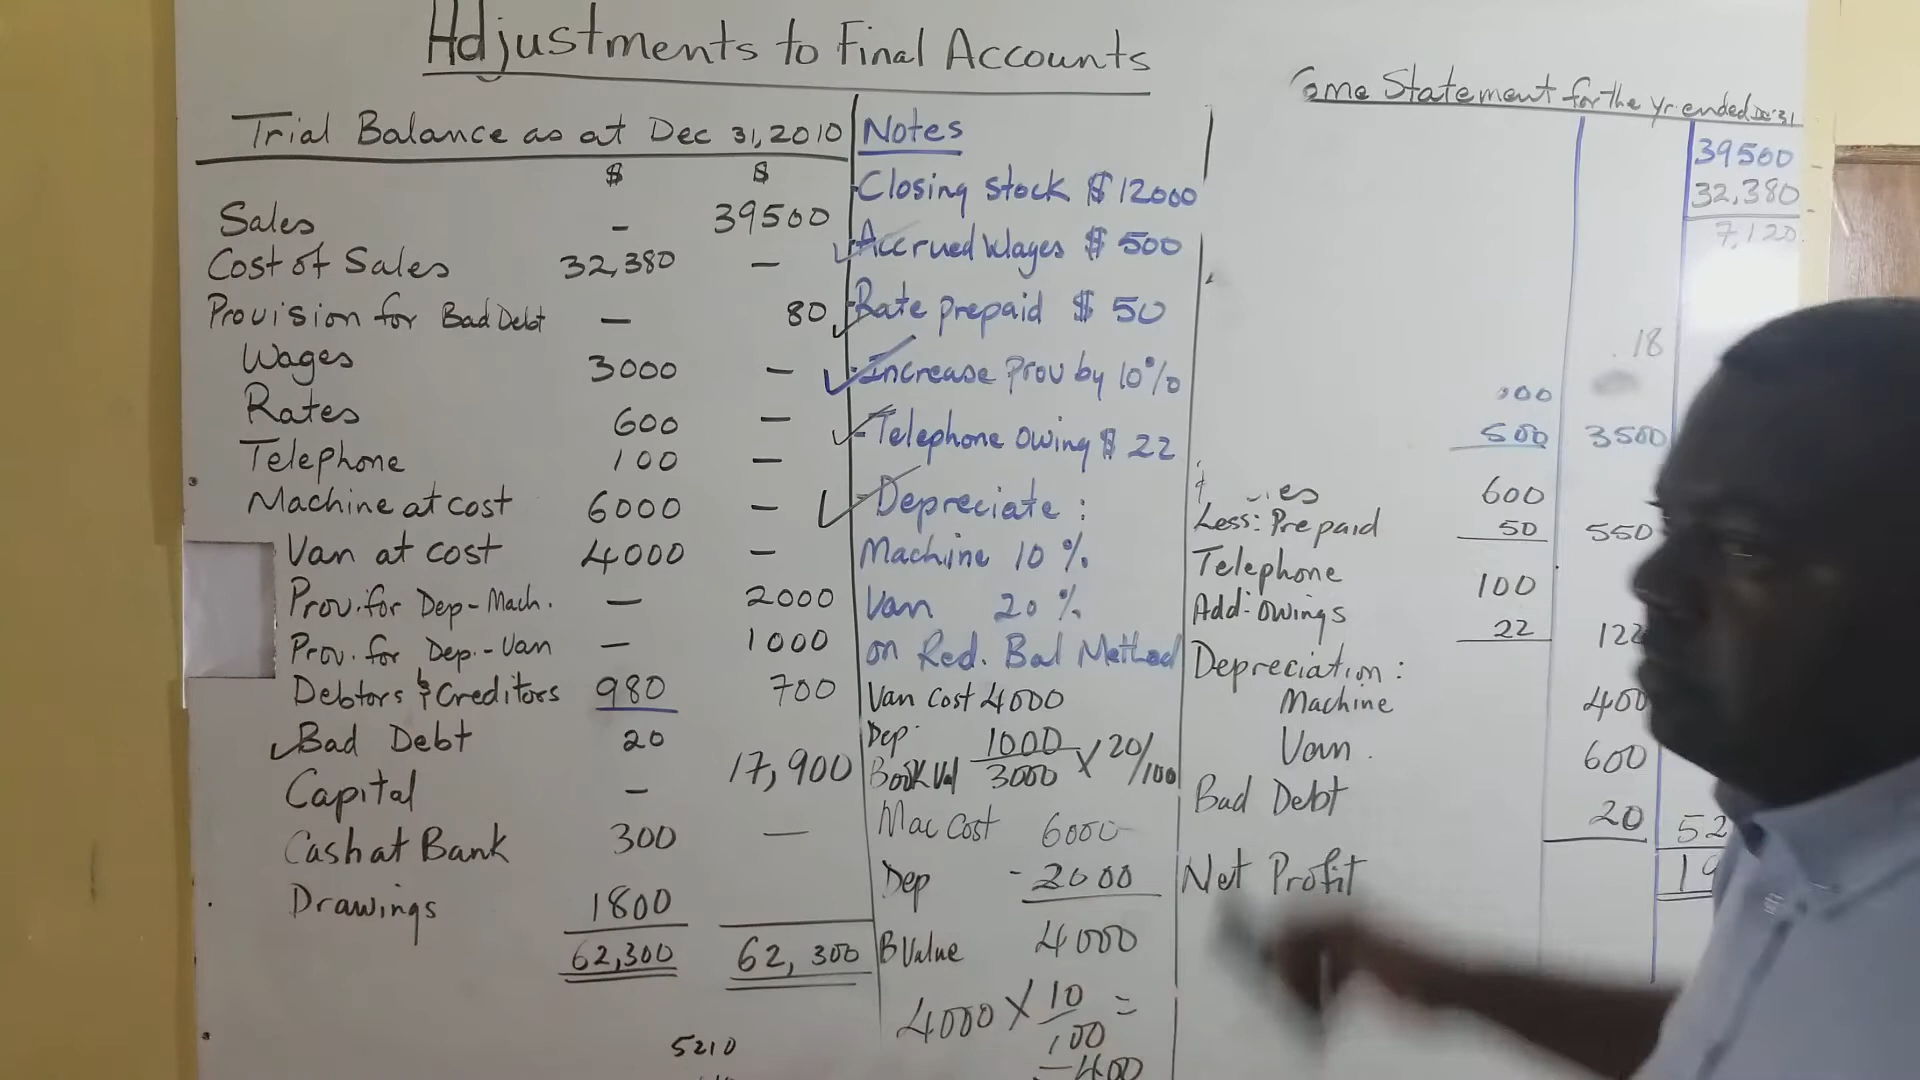 Adjustments to Final Accounts
Trial Balance as at Dec 31, 2010
$ $
Sales - 39500
Cost of Sales 32,380 -
Provision for Bad Debt - 80
Wages 3000 -
Rates 600 -
Telephone 100 -
Machine at cost 6000 -
Van at cost 4000 -
Prov. for Dep-Mach. - 2000
Prov. for Dep.-Van - 1000
Debtors & Creditors 980 700
Bad Debt 20
Capital - 17,900
Cash at Bank 300 -
Drawings 1800
62,300 62,300
5210
Notes
-Closing stock $ 12000
-Accrued Wages $ 500
-Rate prepaid $ 50
-Increase Prov by 10%
-Telephone owing $ 22
-Depreciate:
Machine 10 %
Van 20 %
on Red. Bal Method
Van Cost 4000
Dep 1000
Book Val 3000 X 20/100
Mac Cost 6000
Dep - 2000
B Value 4000
4000 X 10/100 =
=400
ome Statement for the yr. ended Dec 31
39500
32,380
7,120
18
500 3500
600
Less: Prepaid 50 550
Telephone 100
Add: Owings 22 122
Depreciation:
Machine 400
Van. 600
Bad Debt 20 52
Net Profit 19